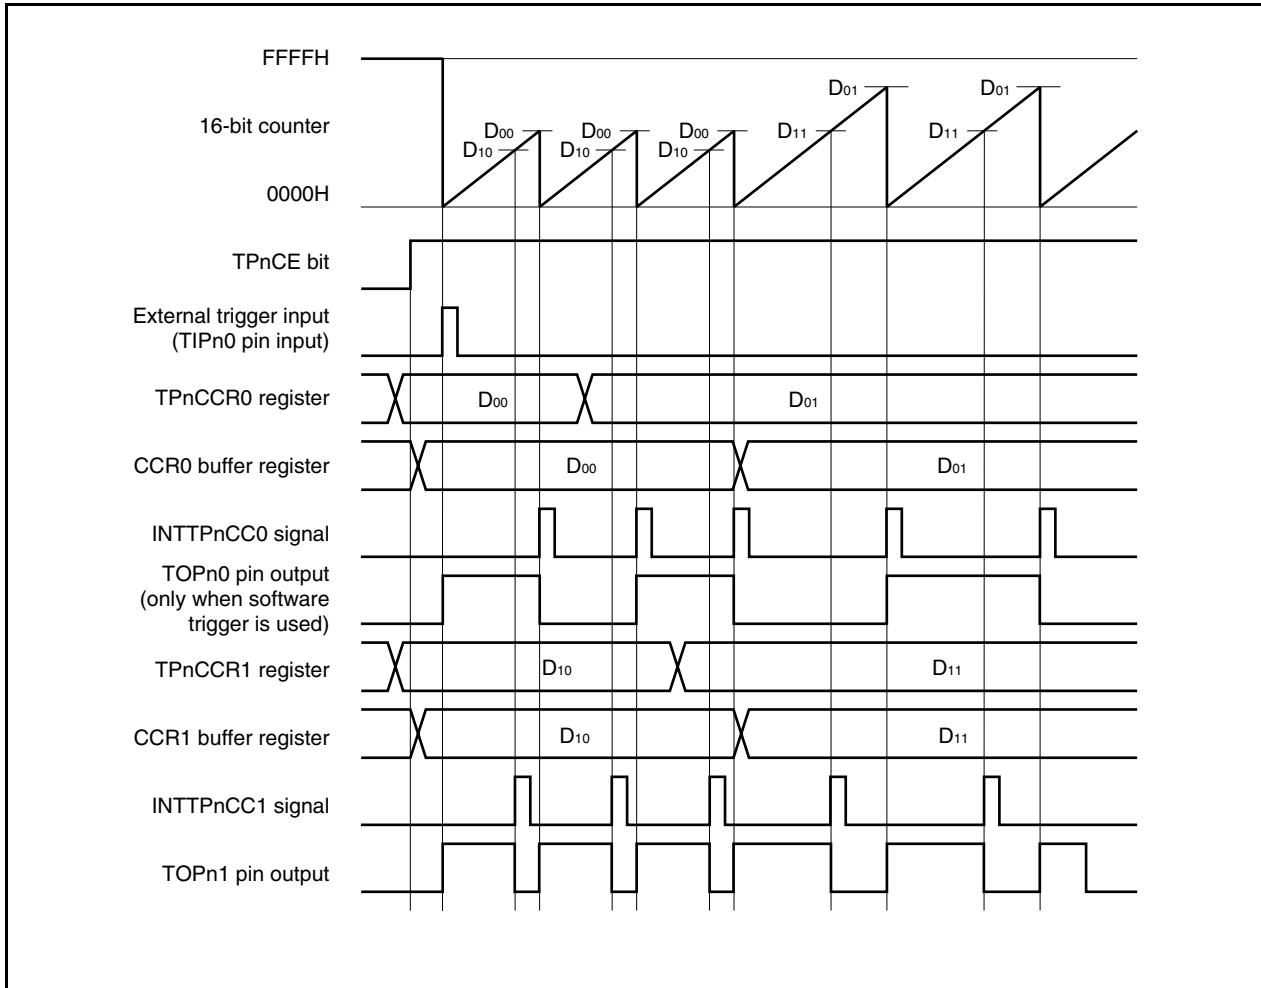 FFFFH
D01
D01
16-bit counter
D00
D00
D00
D11
D11
D10
D10
D10
0000H
TPnCE bit
External trigger input
(TIPn0 pin input)
TPnCCR0 register
D00
D01
CCR0 buffer register
D00
D01
INTTPnCC0 signal
TOPn0 pin output
(only when software
trigger is used)
TPnCCR1 register
D10
D11
CCR1 buffer register
D10
D11
INTTPnCC1 signal
TOPn1 pin output